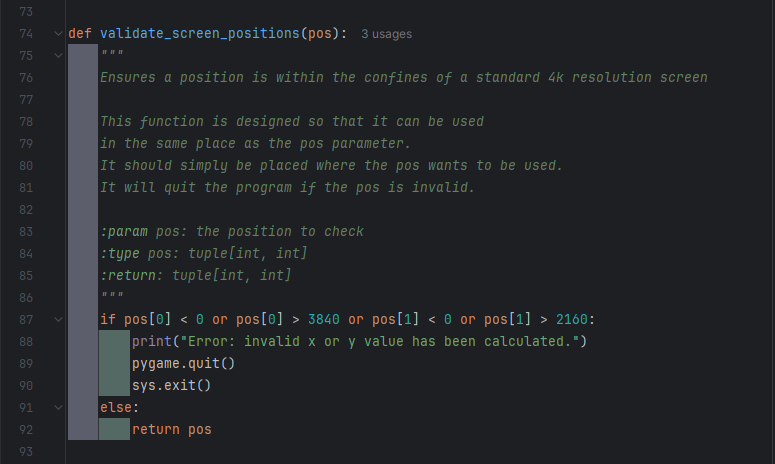 73
74 def validate_screen_positions(pos): 3 usages
75     """
76     Ensures a position is within the confines of a standard 4k resolution screen
77
78     This function is designed so that it can be used
79     in the same place as the pos parameter.
80     It should simply be placed where the pos wants to be used.
81     It will quit the program if the pos is invalid.
82
83     :param pos: the position to check
84     :type pos: tuple[int, int]
85     :return: tuple[int, int]
86     """
87     if pos[0] < 0 or pos[0] > 3840 or pos[1] < 0 or pos[1] > 2160:
88         print("Error: invalid x or y value has been calculated.")
89         pygame.quit()
90         sys.exit()
91     else:
92         return pos
93